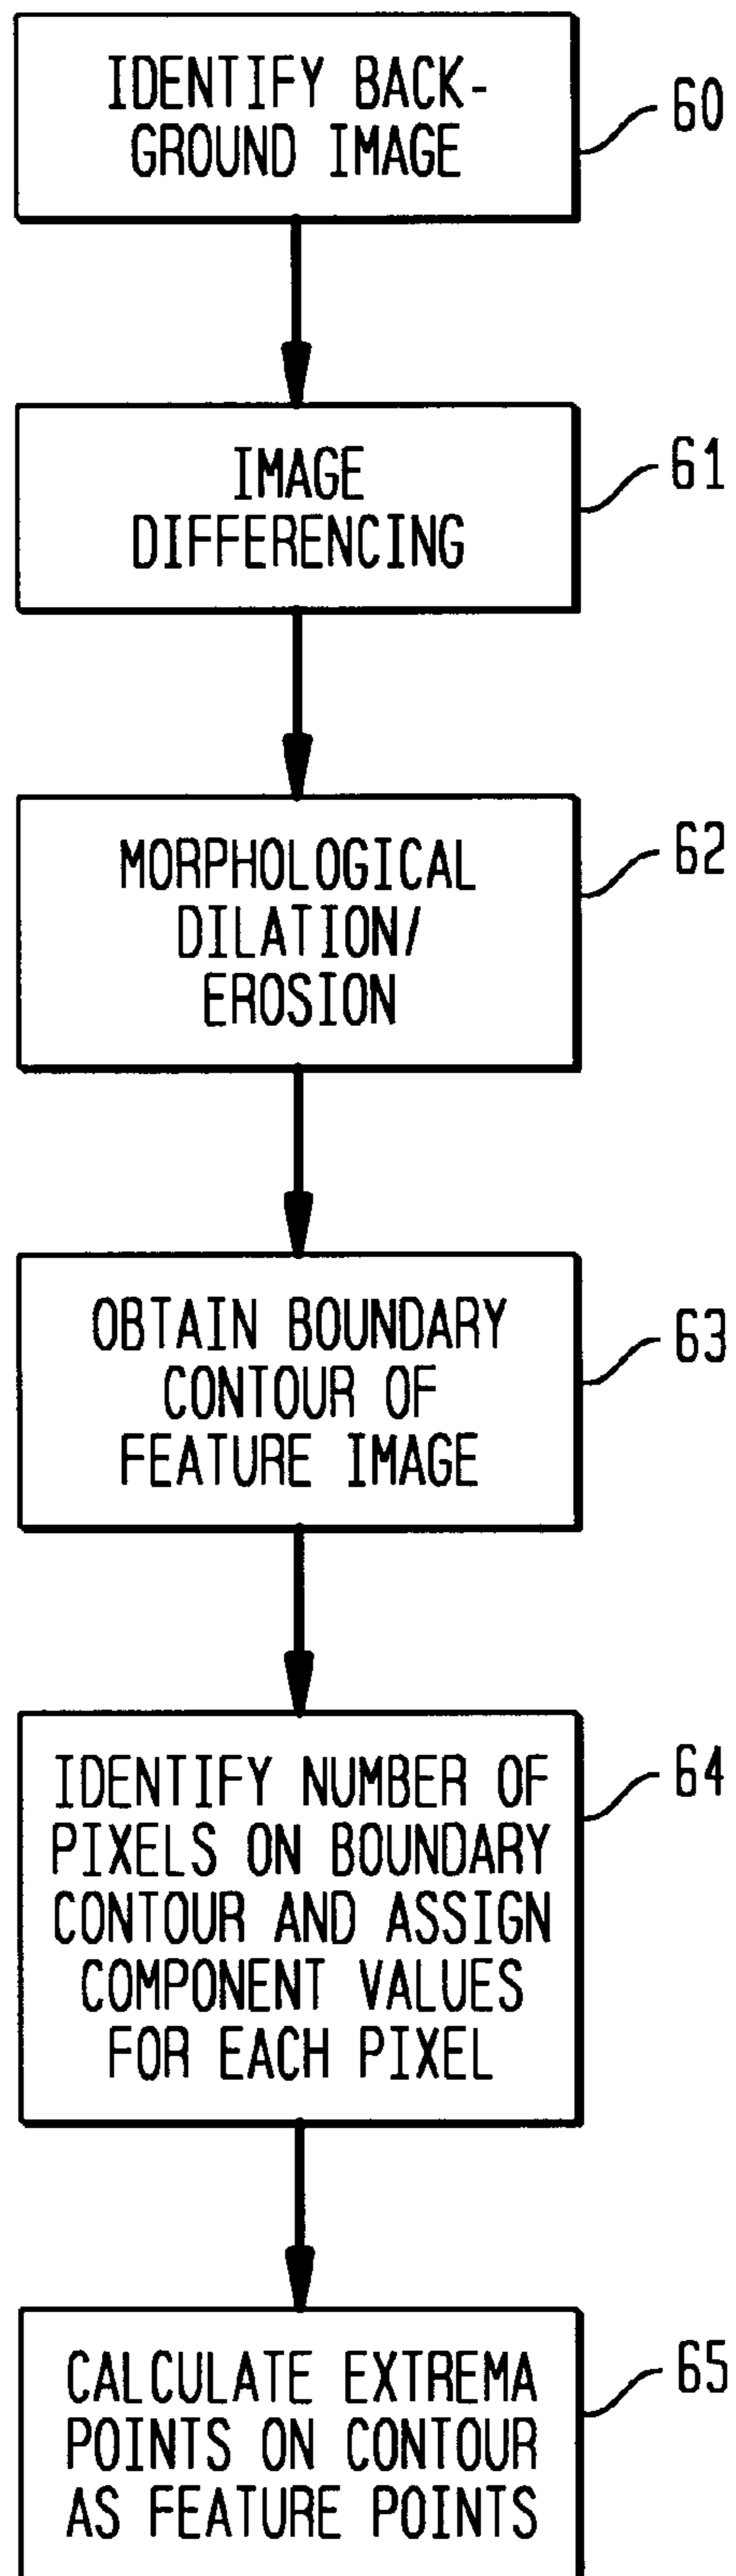 IDENTIFY BACK-
GROUND IMAGE
60
IMAGE
DIFFERENCING
61
MORPHOLOGICAL
DILATION/
EROSION
62
OBTAIN BOUNDARY
CONTOUR OF
FEATURE IMAGE
63
IDENTIFY NUMBER OF
PIXELS ON BOUNDARY
CONTOUR AND ASSIGN
COMPONENT VALUES
FOR EACH PIXEL
64
CALCULATE EXTREMA
POINTS ON CONTOUR
AS FEATURE POINTS
65